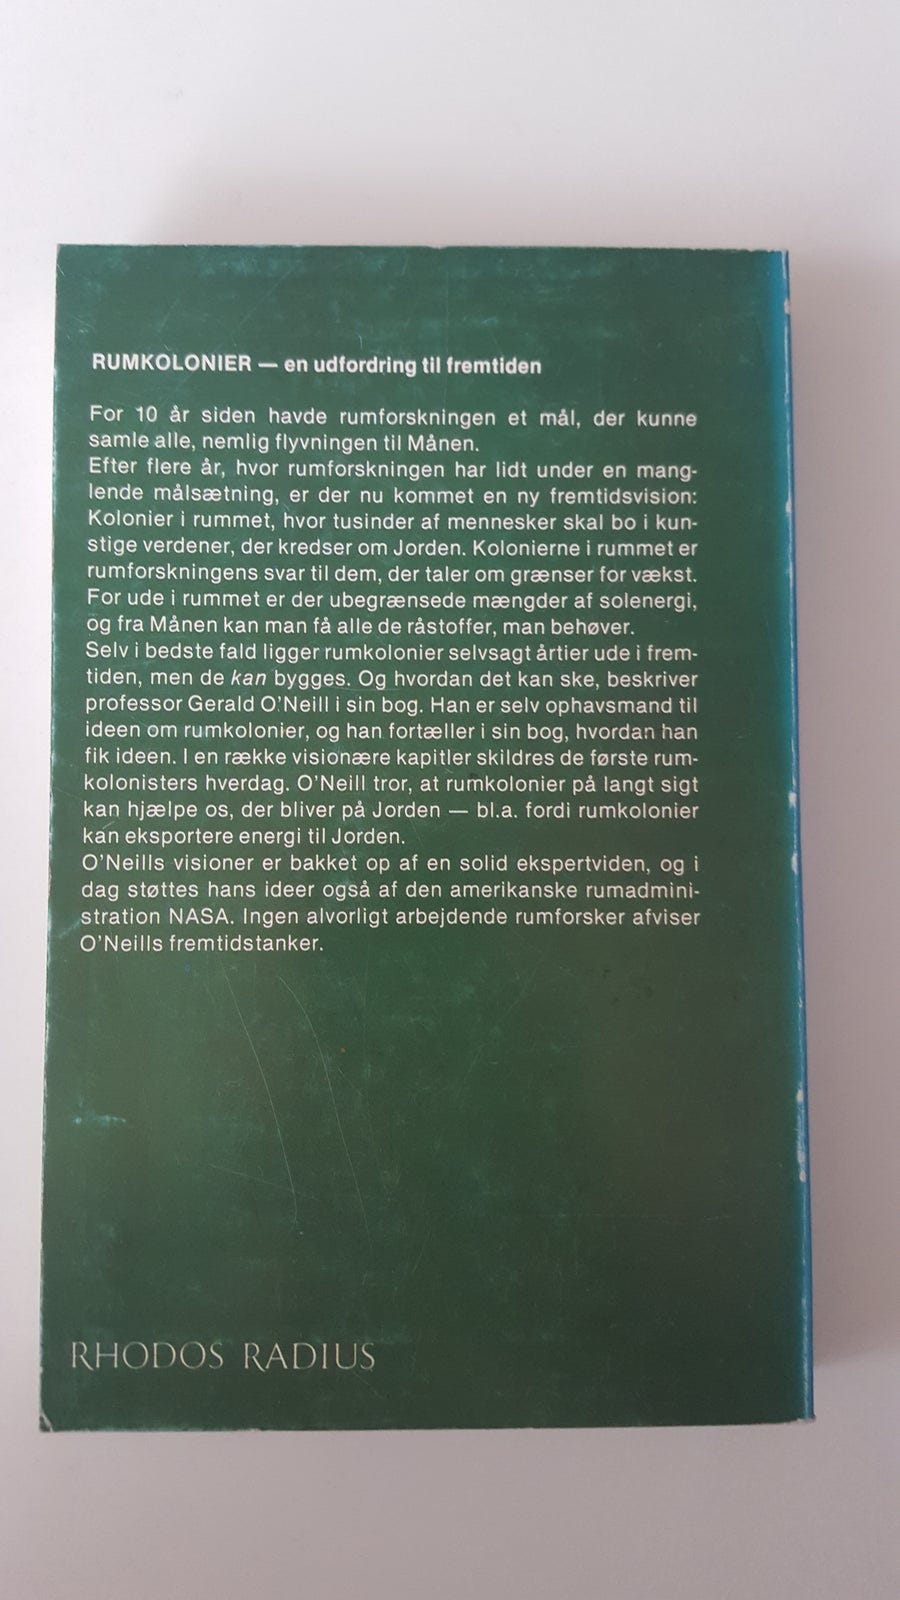 RUMKOLONIER — en udfordring til fremtiden
For 10 år siden havde rumforskningen et mål, der kunne
samle alle, nemlig flyvningen til Månen.
Efter flere år, hvor rumforskningen har lidt under en mang-
lende målsætning, er der nu kommet en ny fremtidsvision:
Kolonier i rummet, hvor tusinder af mennesker skal bo i kun-
stige verdener, der kredser om Jorden. Kolonierne i rummet er
rumforskningens svar til dem, der taler om grænser for vækst.
For ude i rummet er der ubegrænsede mængder af solenergi,
og fra Månen kan man få alle de råstoffer, man behøver.
Selv i bedste fald ligger rumkolonier selvsagt årtier ude i frem-
tiden, men de kan bygges. Og hvordan det kan ske, beskriver
professor Gerald O'Neill i sin bog. Han er selv ophavsmand til
ideen om rumkolonier, og han fortæller i sin bog, hvordan han
fik ideen. I en række visionære kapitler skildres de første rum-
kolonisters hverdag. O'Neill tror, at rumkolonier på langt sigt
kan hjælpe os, der bliver på Jorden — bl.a. fordi rumkolonier
kan eksportere energi til Jorden.
O'Neills visioner er bakket op af en solid ekspertviden, og i
dag støttes hans ideer også af den amerikanske rumadmini-
stration NASA. Ingen alvorligt arbejdende rumforsker afviser
O'Neills fremtidstanker.
RHODOS RADIUS